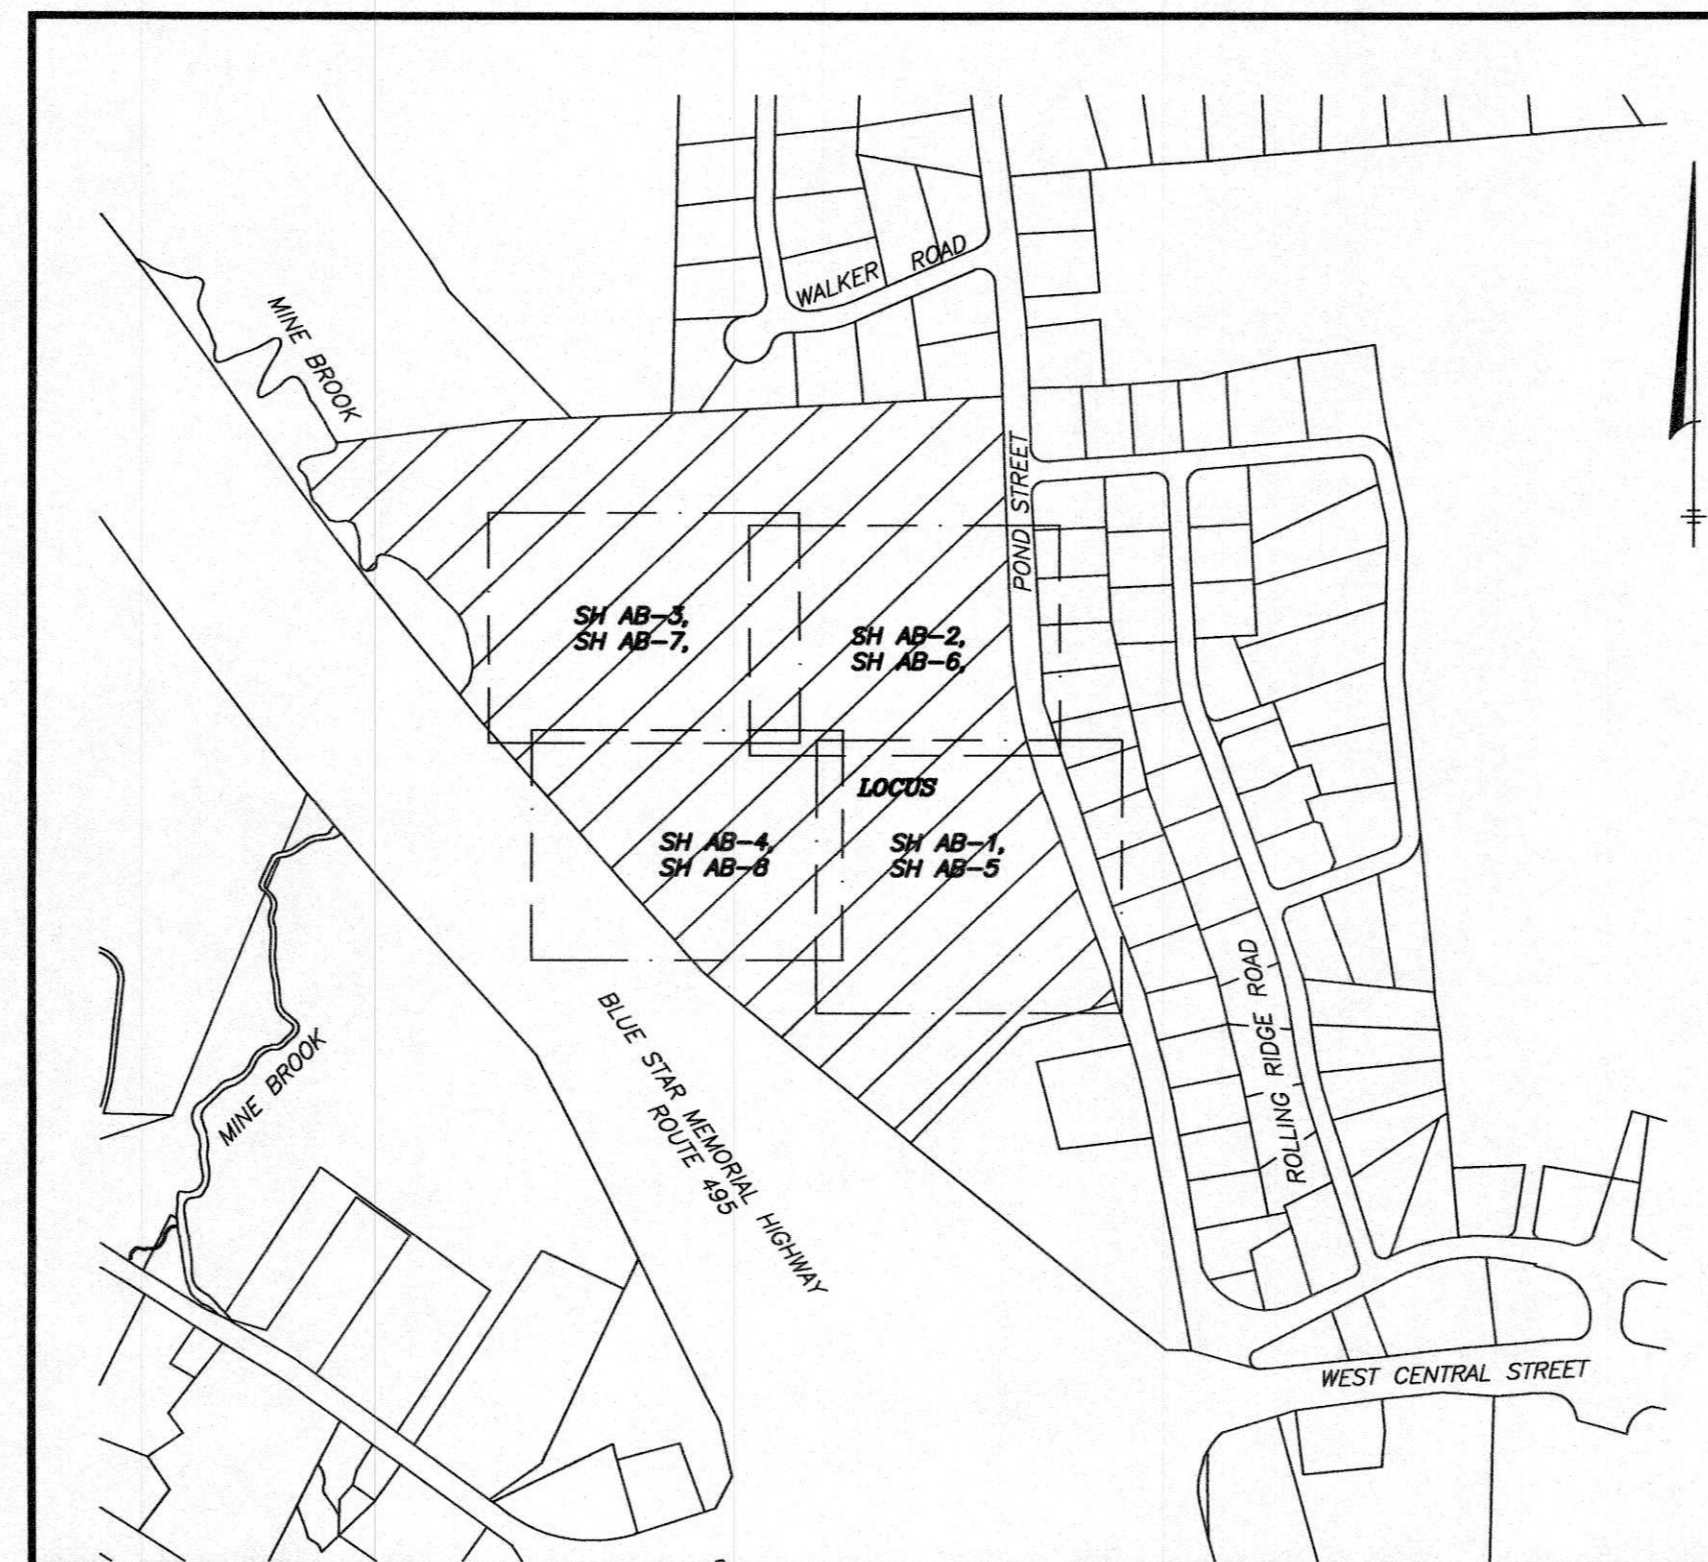 WALKER ROAD
MINE BROOK
POND STREET
SH AB-3,
SH AB-7,
SH AB-2,
SH AB-6,
LOCUS
SH AB-4,
SH AB-8
SH AB-1,
SH AB-5
ROLLING RIDGE ROAD
MINE BROOK
BLUE STAR MEMORIAL HIGHWAY
ROUTE 495
WEST CENTRAL STREET